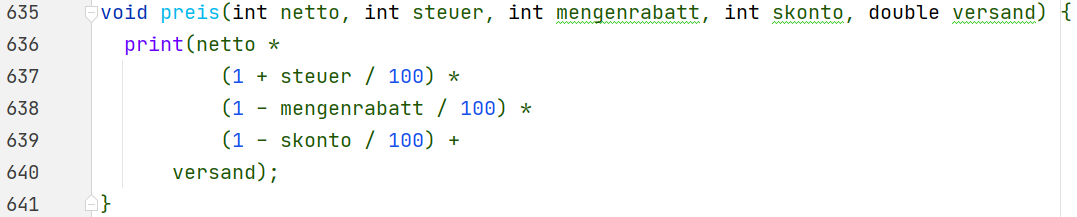 635 void preis(int netto, int steuer, int mengenrabatt, int skonto, double versand) {
636 print(netto *
637 (1 + steuer / 100) *
638 (1 - mengenrabatt / 100) *
639 (1 - skonto / 100) +
640 versand);
641 }